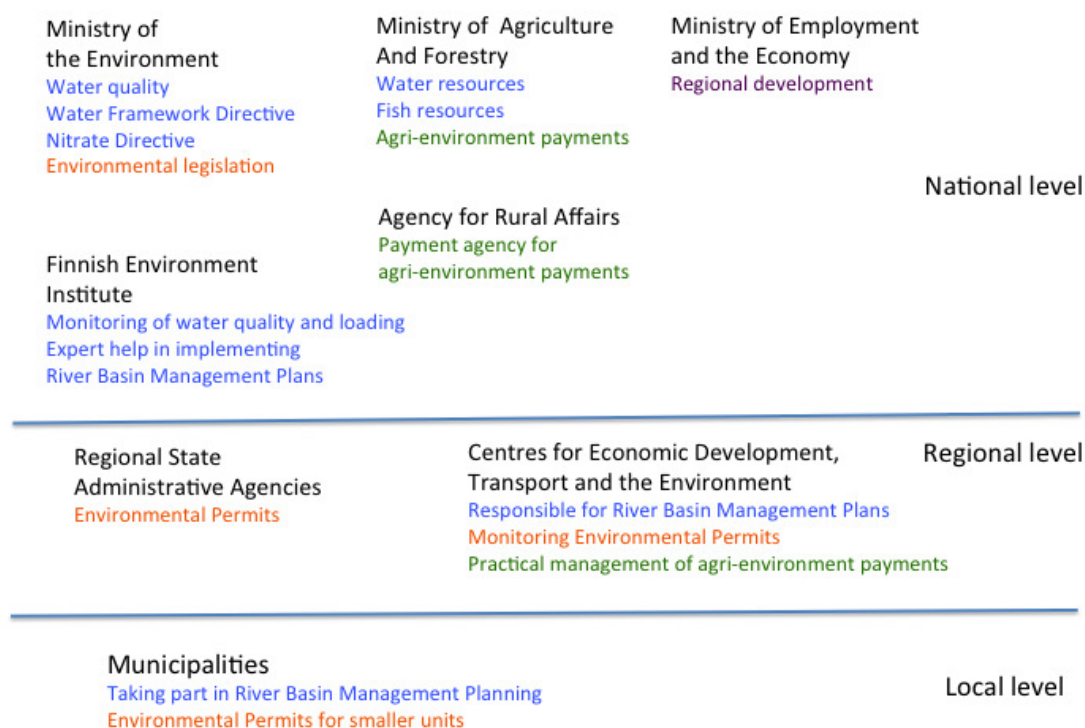 Ministry of
the Environment
Water quality
Water Framework Directive
Nitrate Directive
Environmental legislation
Ministry of Agriculture
And Forestry
Water resources
Fish resources
Agri-environment payments
Ministry of Employment
and the Economy
Regional development
National level
Agency for Rural Affairs
Payment agency for
agri-environment payments
Finnish Environment
Institute
Monitoring of water quality and loading
Expert help in implementing
River Basin Management Plans
Regional State
Administrative Agencies
Environmental Permits
Centres for Economic Development,
Transport and the Environment
Responsible for River Basin Management Plans
Monitoring Environmental Permits
Practical management of agri-environment payments
Regional level
Municipalities
Taking part in River Basin Management Planning
Environmental Permits for smaller units
Local level